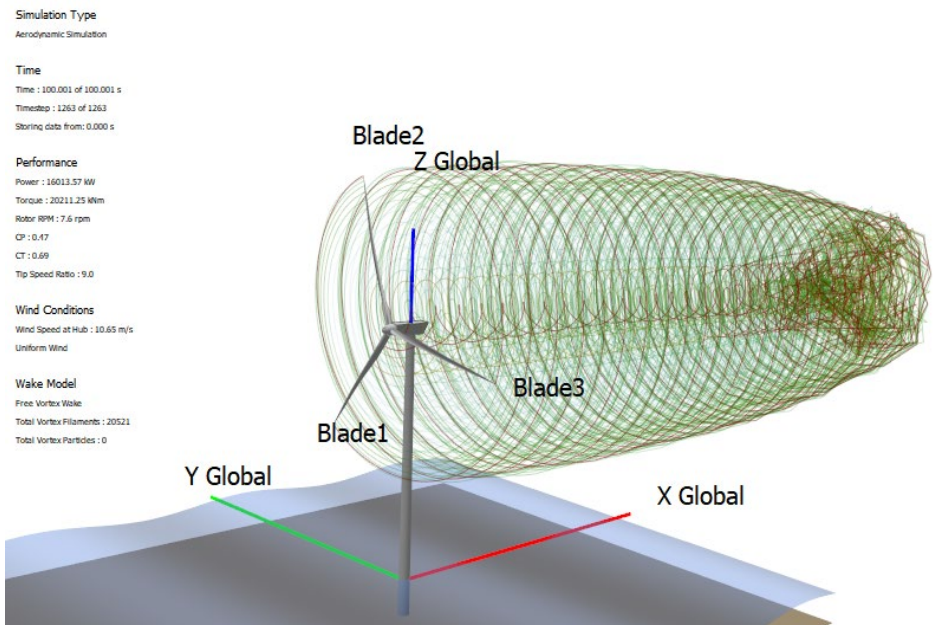 Simulation Type
Aerodynamic Simulation
Time
Time : 100.001 of 100.001 s
Timestep : 1263 of 1263
Storing data from: 0.000 s
Performance
Power : 16013.57 kW
Torque : 20211.25 kNm
Rotor RPM : 7.6 rpm
CP : 0.47
CT : 0.69
Tip Speed Ratio : 9.0
Wind Conditions
Wind Speed at Hub : 10.65 m/s
Uniform Wind
Wake Model
Free Vortex Wake
Total Vortex Filaments : 20521
Total Vortex Particles : 0
Blade2
Z Global
Blade3
Blade1
Y Global
X Global